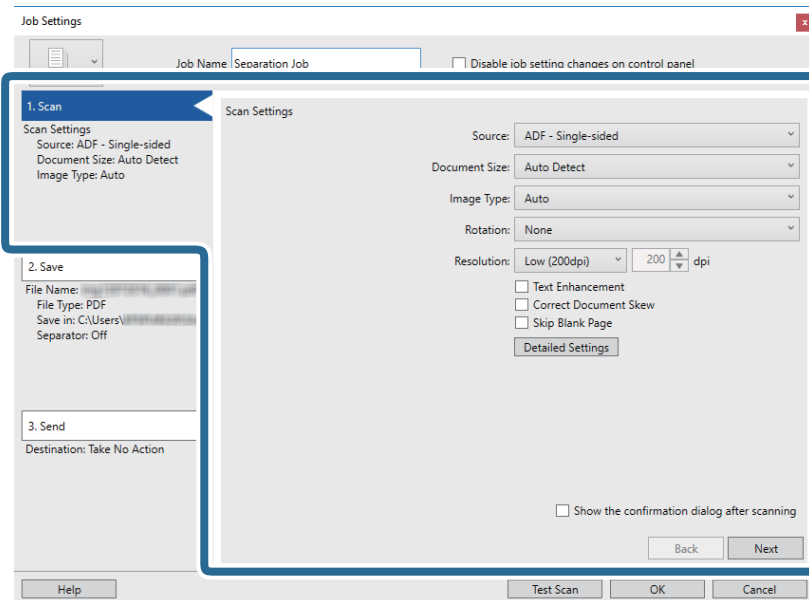 Job Settings
x
Job Name Separation Job Disable job setting changes on control panel
1. Scan
Scan Settings
Source: ADF - Single-sided
Document Size: Auto Detect
Image Type: Auto
2. Save
File Name:
File Type: PDF
Save in: C:\Users\
Separator: Off
3. Send
Destination: Take No Action
Scan Settings
Source: ADF - Single-sided
Document Size: Auto Detect
Image Type: Auto
Rotation: None
Resolution: Low (200dpi) 200 dpi
Text Enhancement
Correct Document Skew
Skip Blank Page
Detailed Settings
Show the confirmation dialog after scanning
Back Next
Help Test Scan OK Cancel